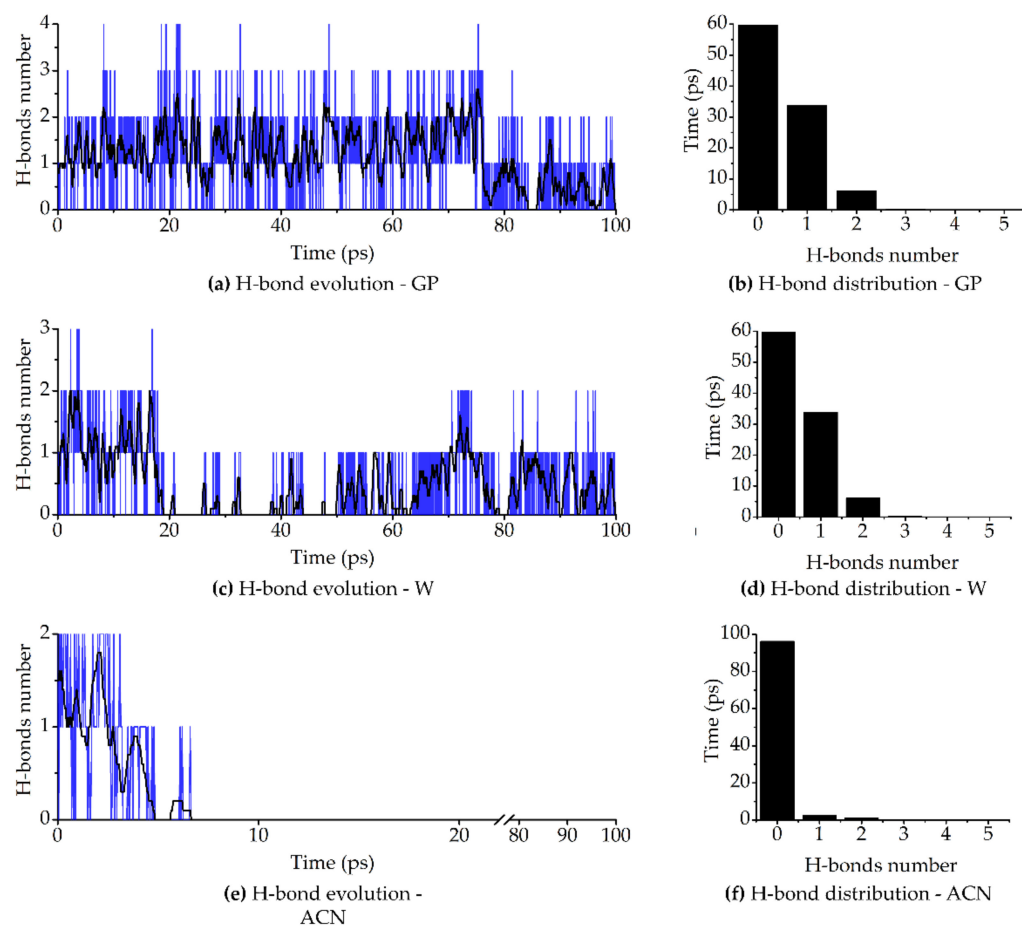 H-bonds number
4
3
2
1
0
0 20 40 60 80 100
Time (ps)
(a) H-bond evolution - GP
Time (ps)
60
50
40
30
20
10
0
0 1 2 3 4 5
H-bonds number
(b) H-bond distribution - GP
H-bonds number
3
2
1
0
0 20 40 60 80 100
Time (ps)
(c) H-bond evolution - W
Time (ps)
60
50
40
30
20
10
0
0 1 2 3 4 5
H-bonds number
(d) H-bond distribution - W
H-bonds number
2
1
0
0 10 20 80 90 100
Time (ps)
(e) H-bond evolution -
ACN
Time (ps)
100
80
60
40
20
0
0 1 2 3 4 5
H-bonds number
(f) H-bond distribution - ACN